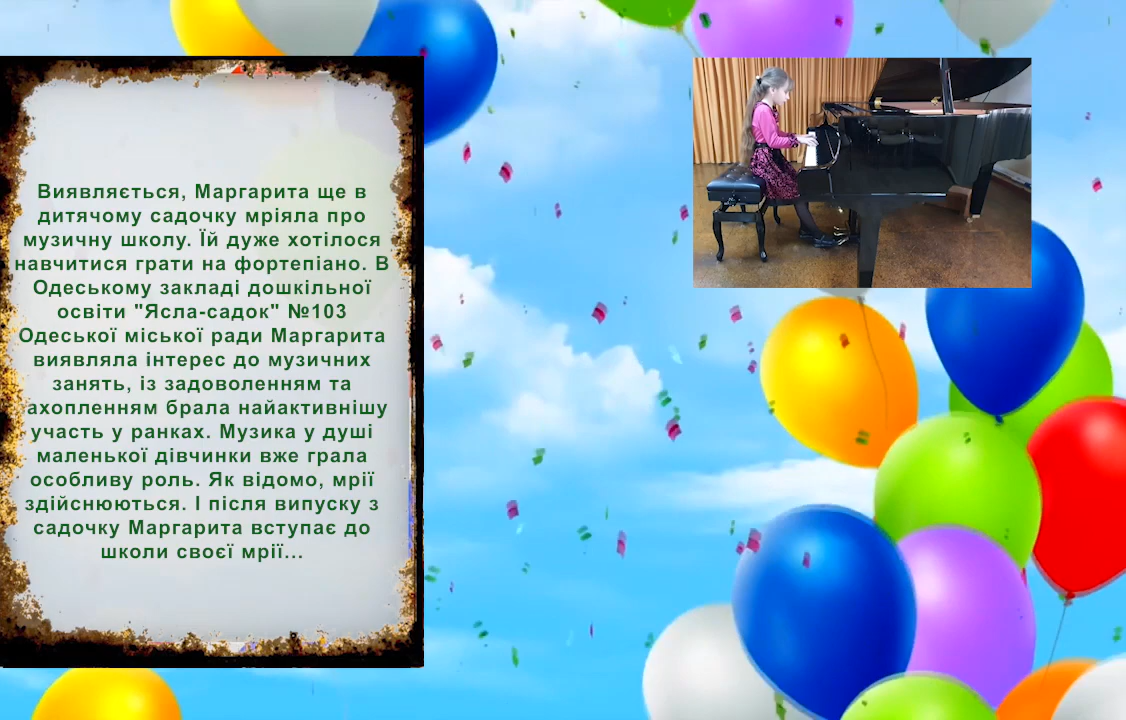 Виявляється, Маргарита ще в
дитячому садочку мріяла про
музичну школу. Їй дуже хотілося
навчитися грати на фортепіано. В
Одеському закладі дошкільної
освіти "Ясла-садок" №103
Одеської міської ради Маргарита
виявляла інтерес до музичних
занять, із задоволенням та
ахопленням брала найактивнішу
участь у ранках. Музика у душі
маленької дівчинки вже грала
особливу роль. Як відомо, мрії
здійснюються. І після випуску з
садочку Маргарита вступає до
школи своєї мрії...